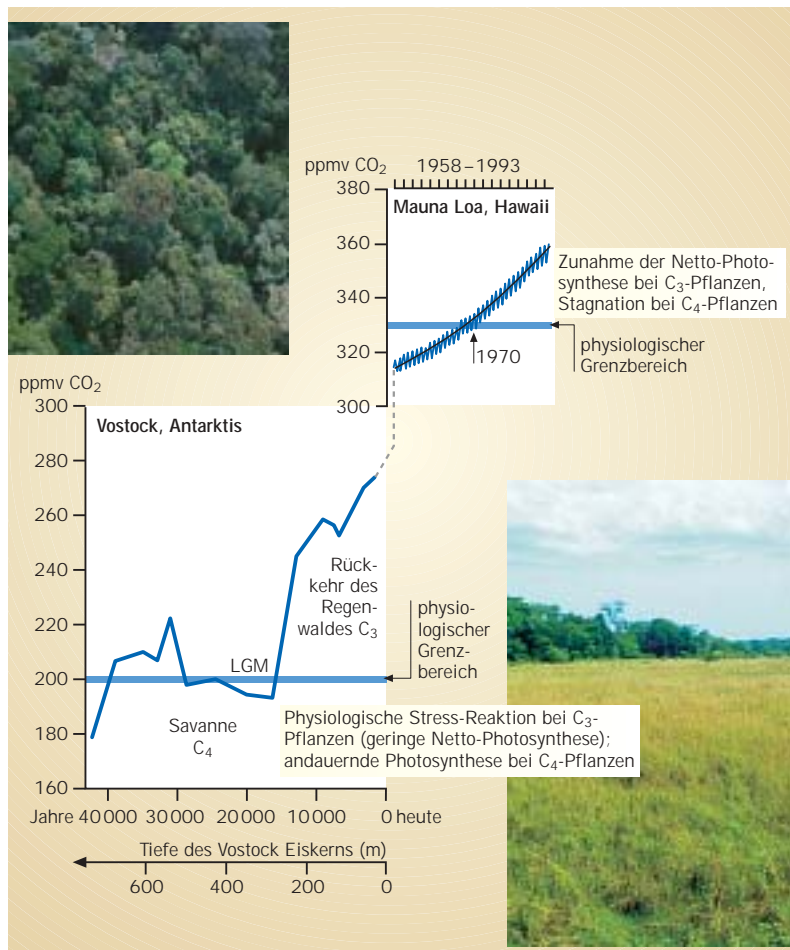 ppmv CO₂
1958–1993
380
360
340
320
300
Mauna Loa, Hawaii
1970
Zunahme der Netto-Photo-
synthese bei C₃-Pflanzen,
Stagnation bei C₄-Pflanzen
physiologischer
Grenzbereich
ppmv CO₂
300
280
260
240
220
200
180
160
Vostock, Antarktis
Rück-
kehr des
Regen-
waldes C₃
physio-
logischer
Grenz-
bereich
LGM
Savanne
C₄
Physiologische Stress-Reaktion bei C₃-
Pflanzen (geringe Netto-Photosynthese);
andauernde Photosynthese bei C₄-Pflanzen
Jahre 40 000 30 000 20 000 10 000 0 heute
Tiefe des Vostock Eiskerns (m)
600 400 200 0